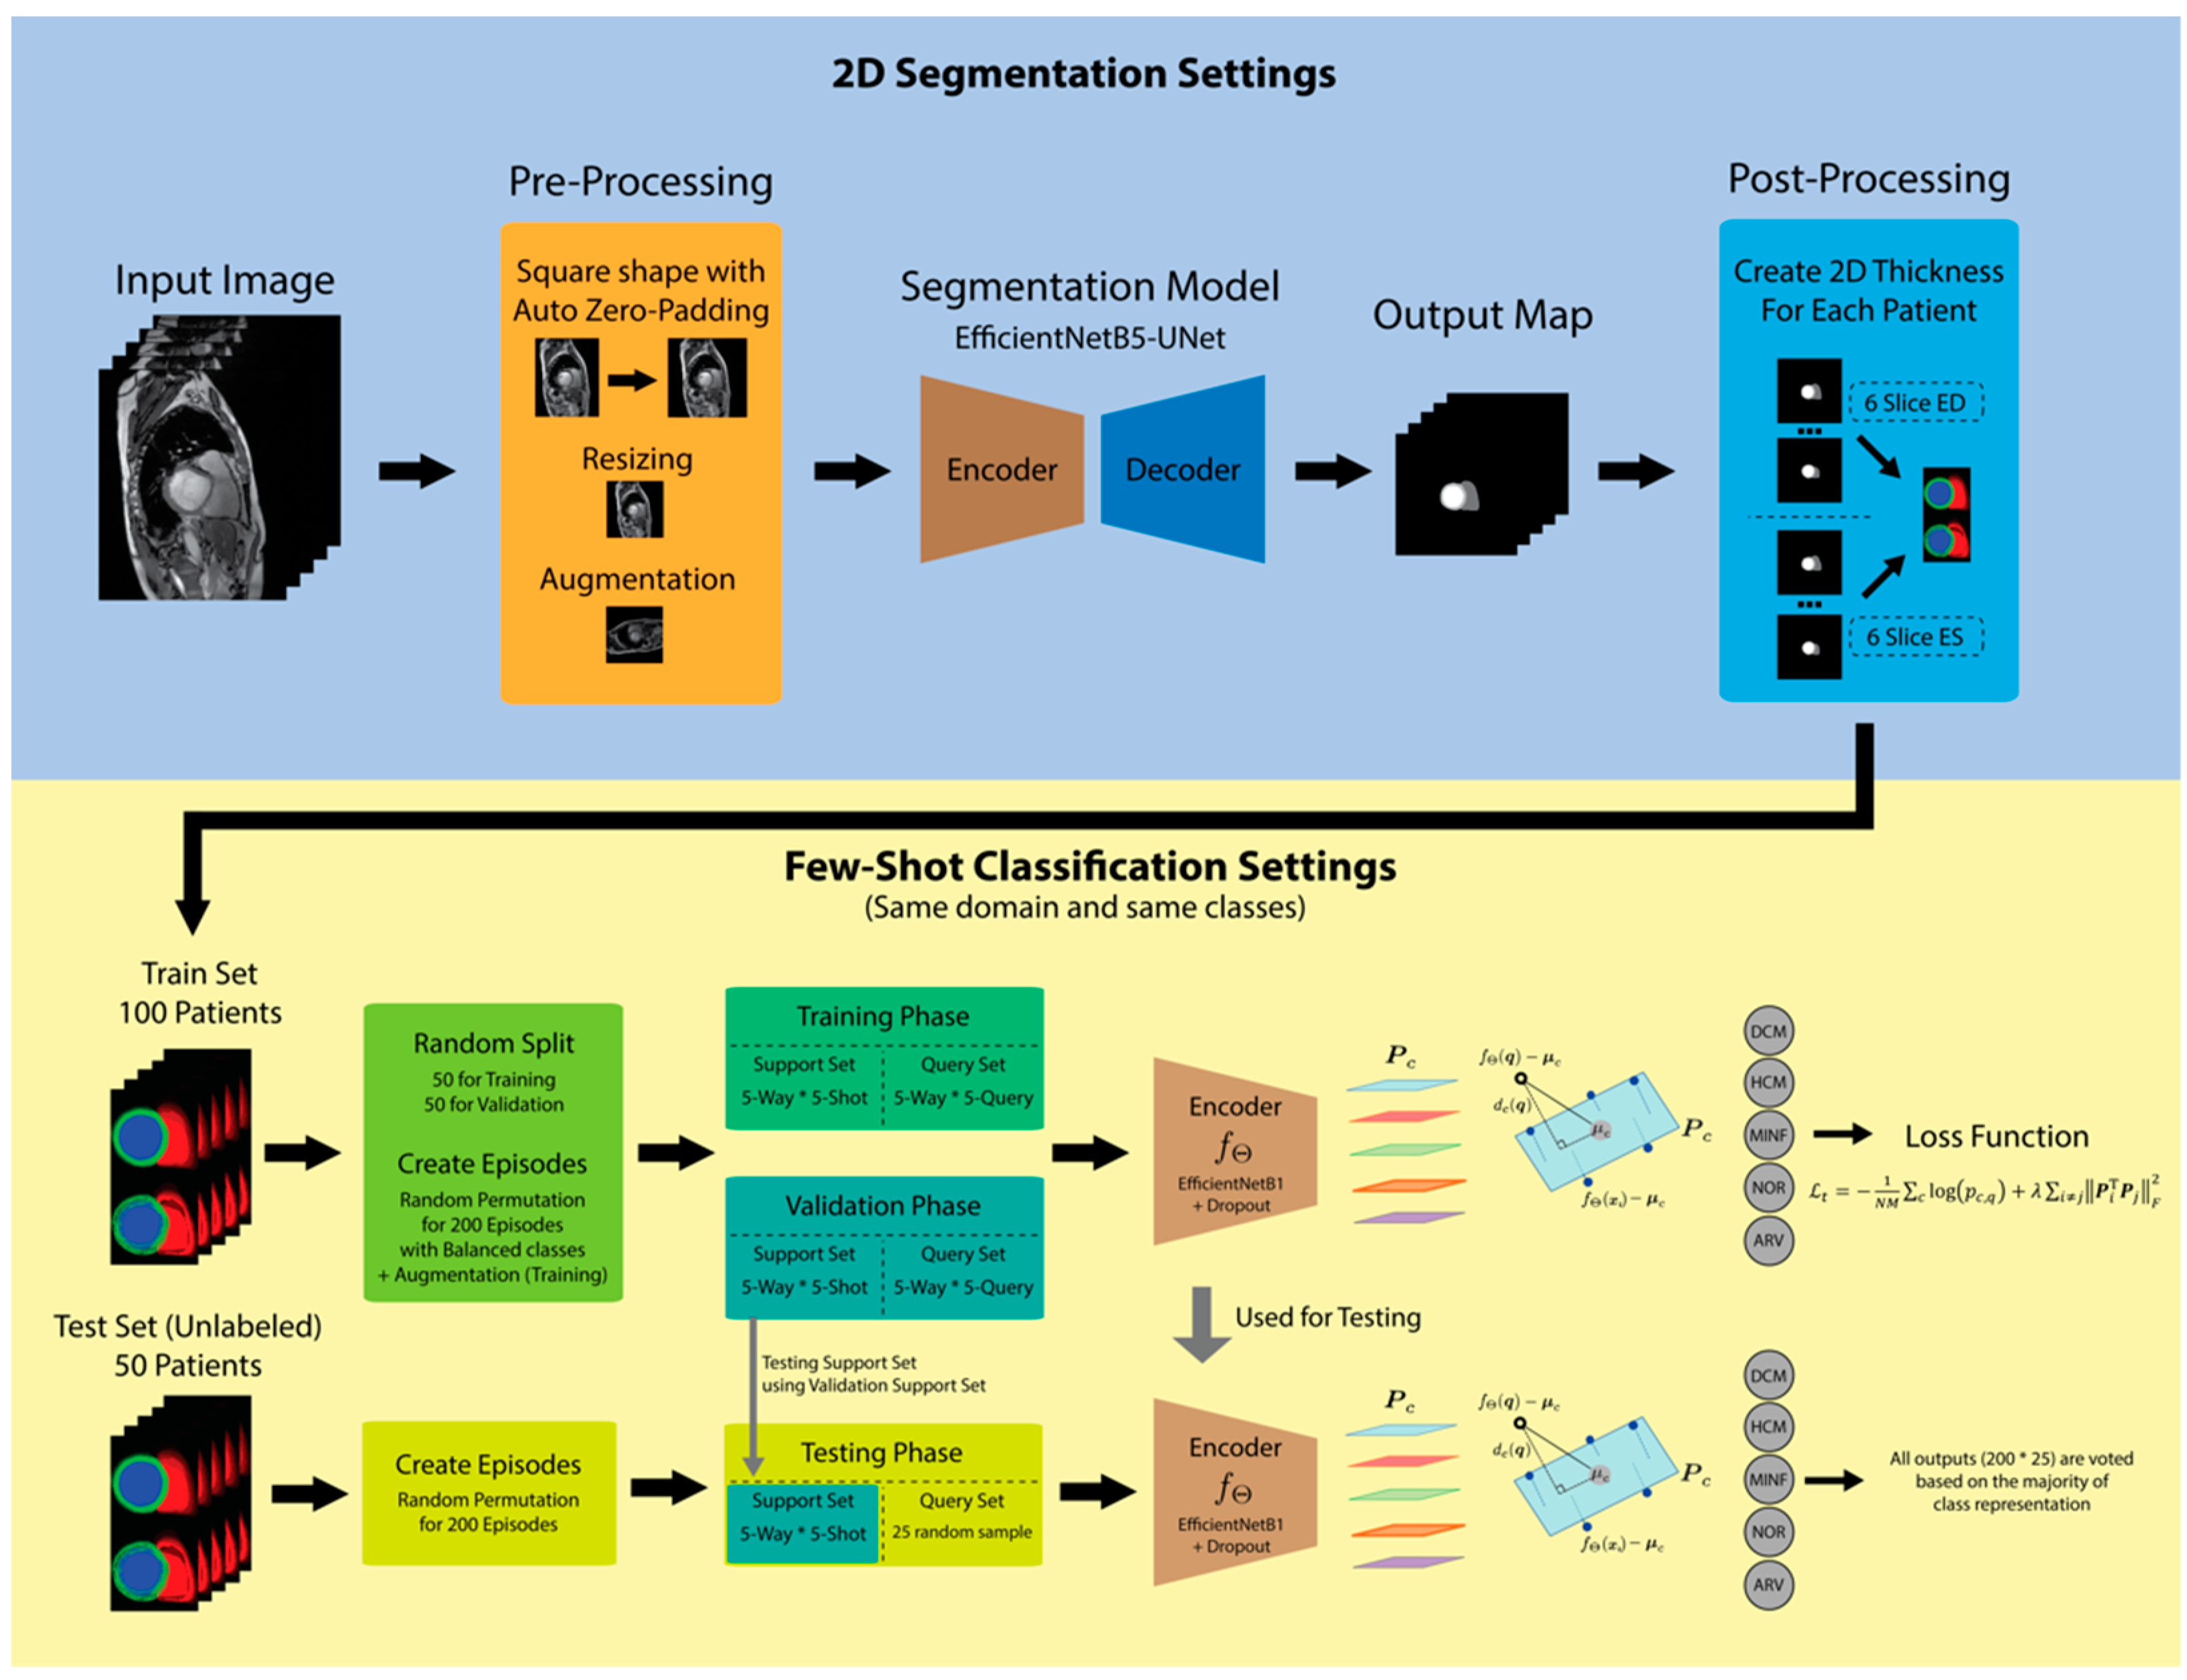 2D Segmentation Settings
Input Image
Pre-Processing
Square shape with
Auto Zero-Padding
Resizing
Augmentation
Segmentation Model
EfficientNetB5-UNet
Encoder
Decoder
Output Map
Post-Processing
Create 2D Thickness
For Each Patient
6 Slice ED
6 Slice ES
Few-Shot Classification Settings
(Same domain and same classes)
Train Set
100 Patients
Random Split
50 for Training
50 for Validation
Create Episodes
Random Permutation
for 200 Episodes
with Balanced classes
+ Augmentation (Training)
Training Phase
Support Set
5-Way * 5-Shot
Query Set
5-Way * 5-Query
Validation Phase
Support Set
5-Way * 5-Shot
Query Set
5-Way * 5-Query
Encoder
fΘ
EfficientNetB1
+ Dropout
Pc
fΘ(q) − μc
dc(q)
μc
Pc
fΘ(xi) − μc
DCM
HCM
MINF
NOR
ARV
Loss Function
ℒt = −1/NM ∑c log(pc,q) + λ ∑i≠j‖PiᵀPj‖²F
Used for Testing
Test Set (Unlabeled)
50 Patients
Create Episodes
Random Permutation
for 200 Episodes
Testing Support Set
using Validation Support Set
Testing Phase
Support Set
5-Way * 5-Shot
Query Set
25 random sample
Encoder
fΘ
EfficientNetB1
+ Dropout
Pc
fΘ(q) − μc
dc(q)
μc
Pc
fΘ(xi) − μc
DCM
HCM
MINF
NOR
ARV
All outputs (200 * 25) are voted
based on the majority of
class representation